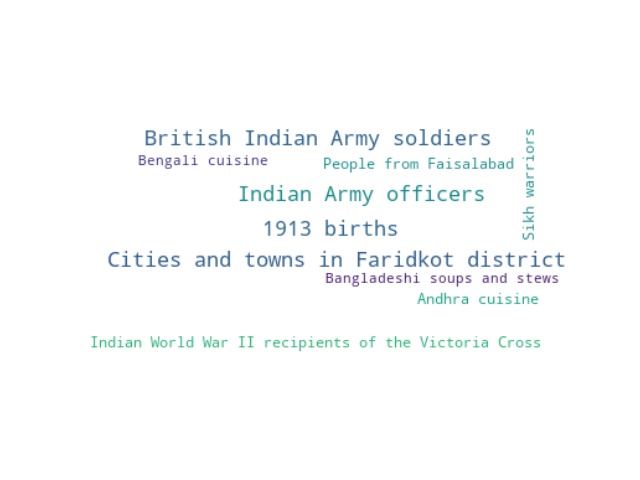 British Indian Army soldiers
Bengali cuisine
People from Faisalabad
Sikh warriors
Indian Army officers
1913 births
Cities and towns in Faridkot district
Bangladeshi soups and stews
Andhra cuisine
Indian World War II recipients of the Victoria Cross